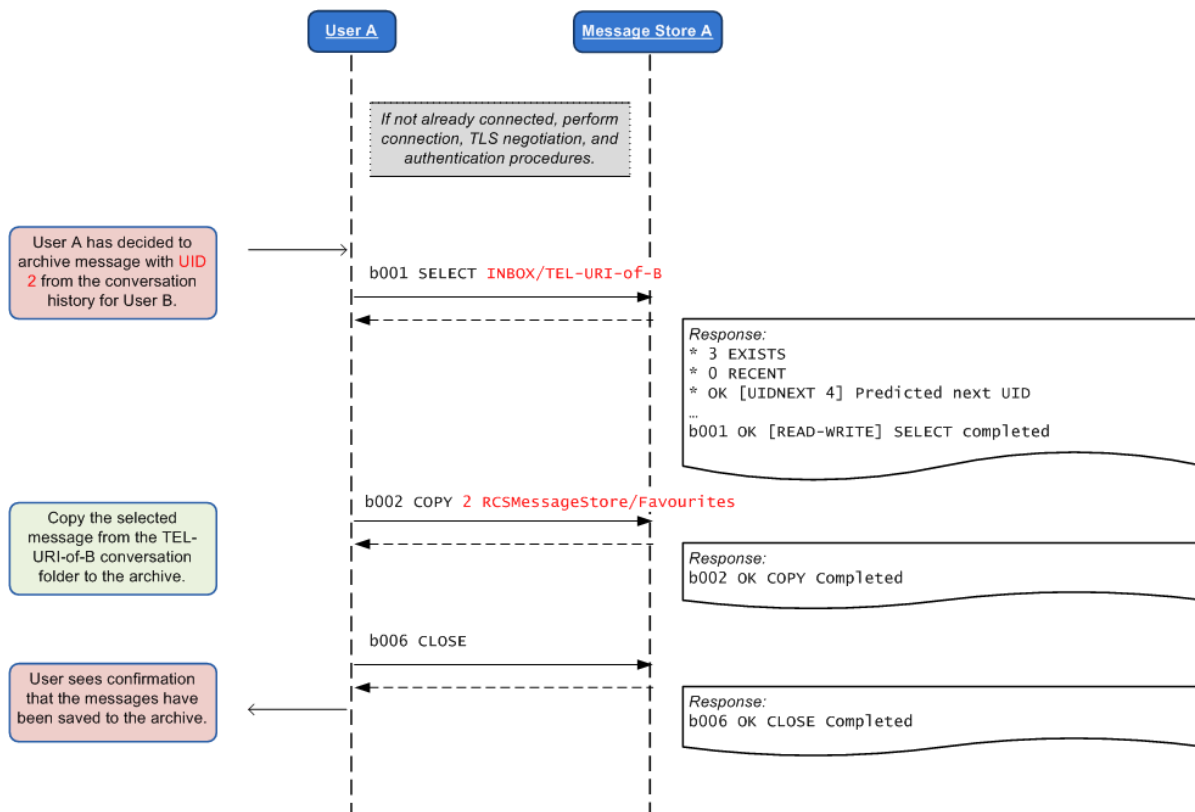 User A
Message Store A
If not already connected, perform
connection, TLS negotiation, and
authentication procedures.
User A has decided to
archive message with UID
2 from the conversation
history for User B.
b001 SELECT INBOX/TEL-URI-of-B
Response:
* 3 EXISTS
* 0 RECENT
* OK [UIDNEXT 4] Predicted next UID
…
b001 OK [READ-WRITE] SELECT completed
b002 COPY 2 RCSMessageStore/Favourites
Copy the selected
message from the TEL-
URI-of-B conversation
folder to the archive.
Response:
b002 OK COPY Completed
b006 CLOSE
User sees confirmation
that the messages have
been saved to the archive.
Response:
b006 OK CLOSE Completed